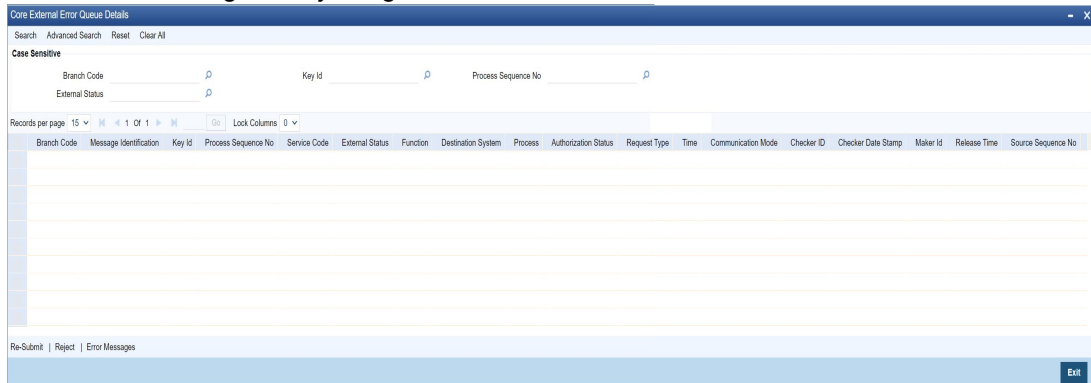 Core External Error Queue Details
Search Advanced Search Reset Clear All
Case Sensitive
Branch Code Key Id Process Sequence No
External Status
Records per page 15 1 Of 1 Go Lock Columns 0
Branch Code Message Identification Key Id Process Sequence No Service Code External Status Function Destination System Process Authorization Status Request Type Time Communication Mode Checker ID Checker Date Stamp Maker Id Release Time Source Sequence No
Re-Submit | Reject | Error Messages
Exit